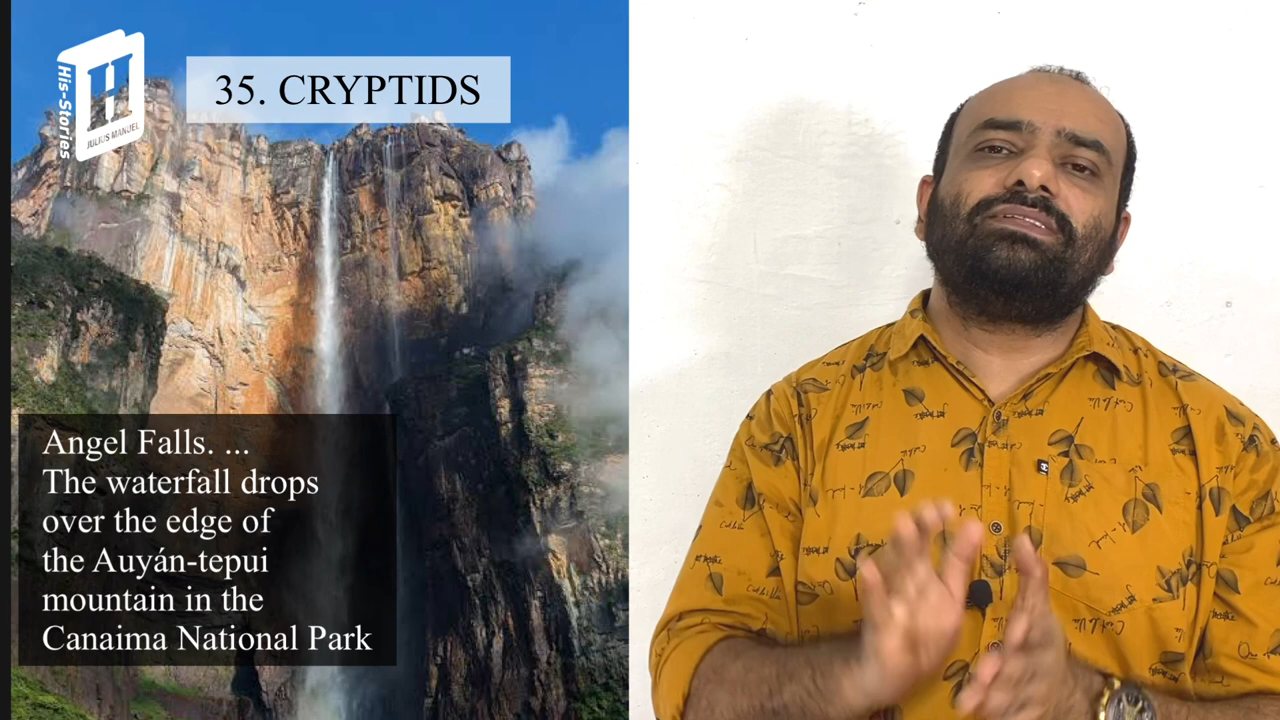 His-Stories
H
JULIUS MANUEL
35. CRYPTIDS
Angel Falls. ...
The waterfall drops
over the edge of
the Auyán-tepui
mountain in the
Canaima National Park